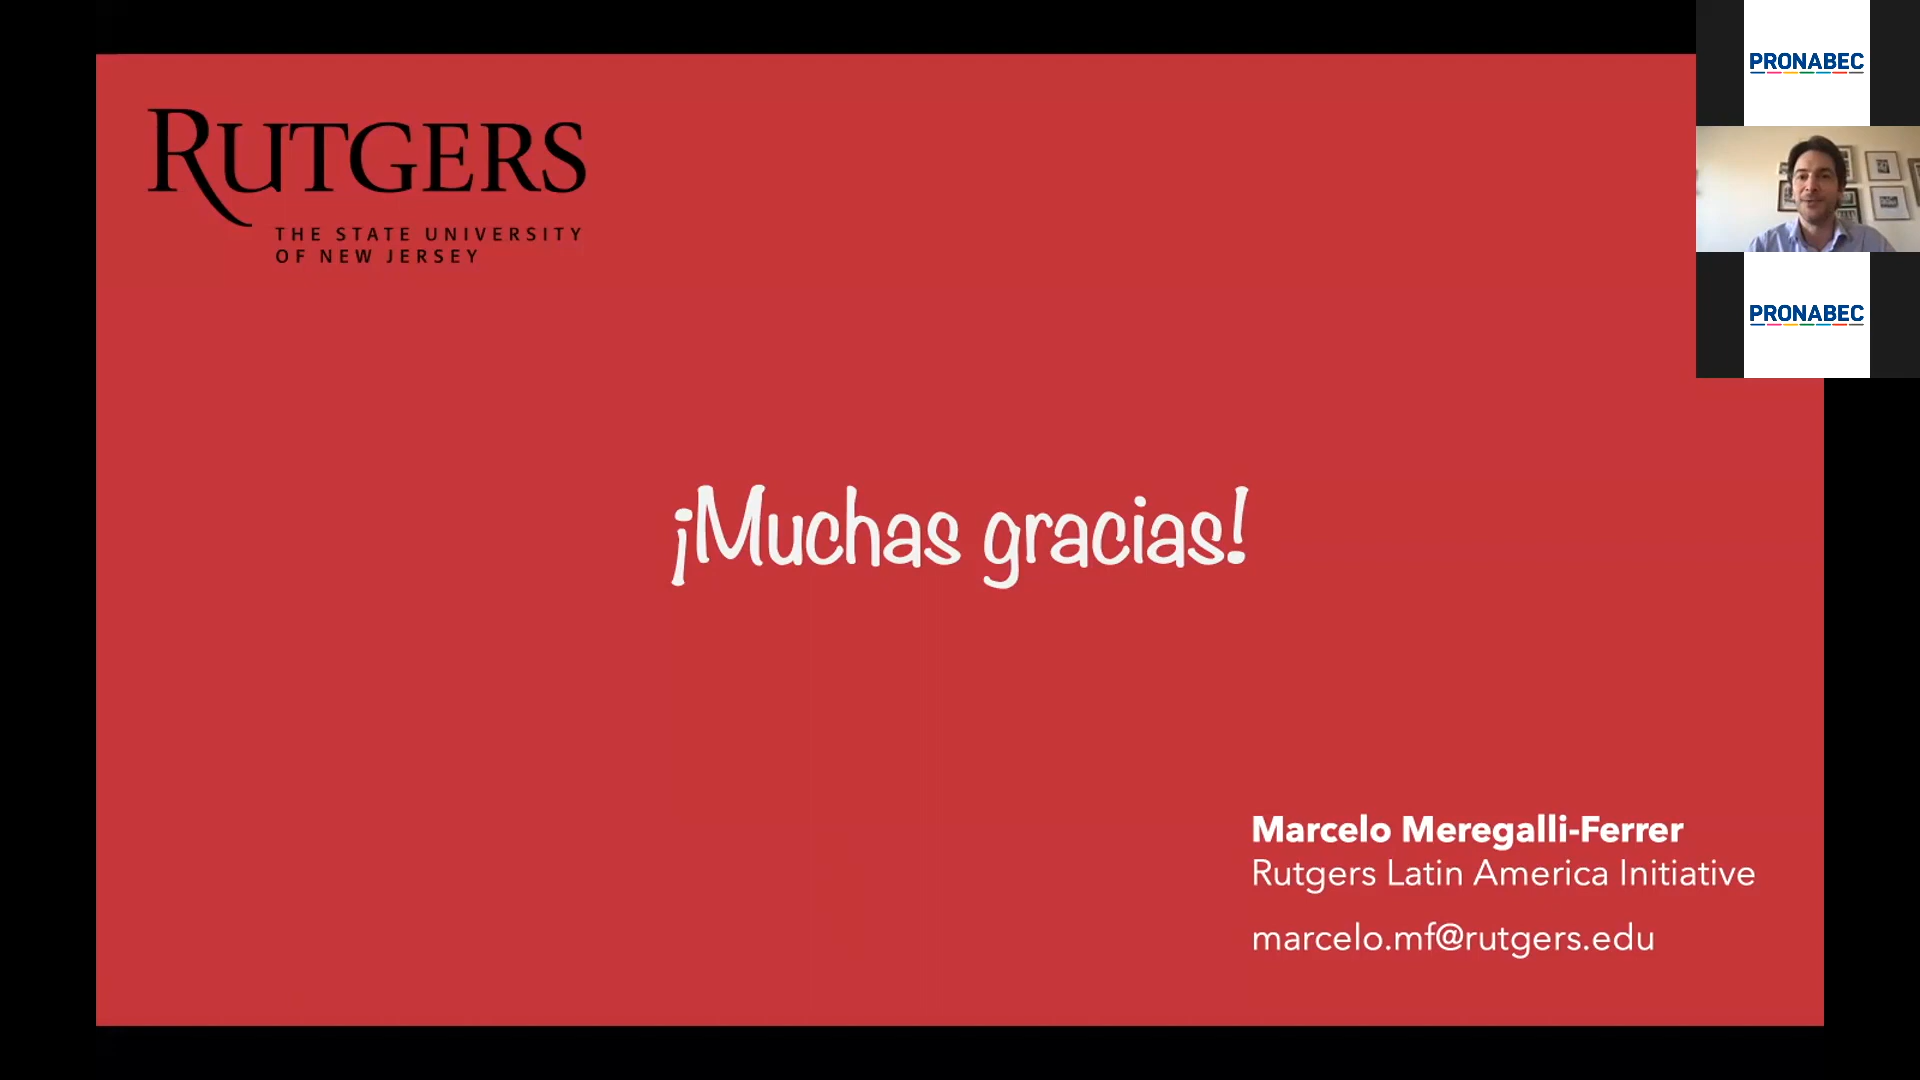 RUTGERS
THE STATE UNIVERSITY
OF NEW JERSEY
PRONABEC
PRONABEC
¡Muchas gracias!
Marcelo Meregalli-Ferrer
Rutgers Latin America Initiative
marcelo.mf@rutgers.edu